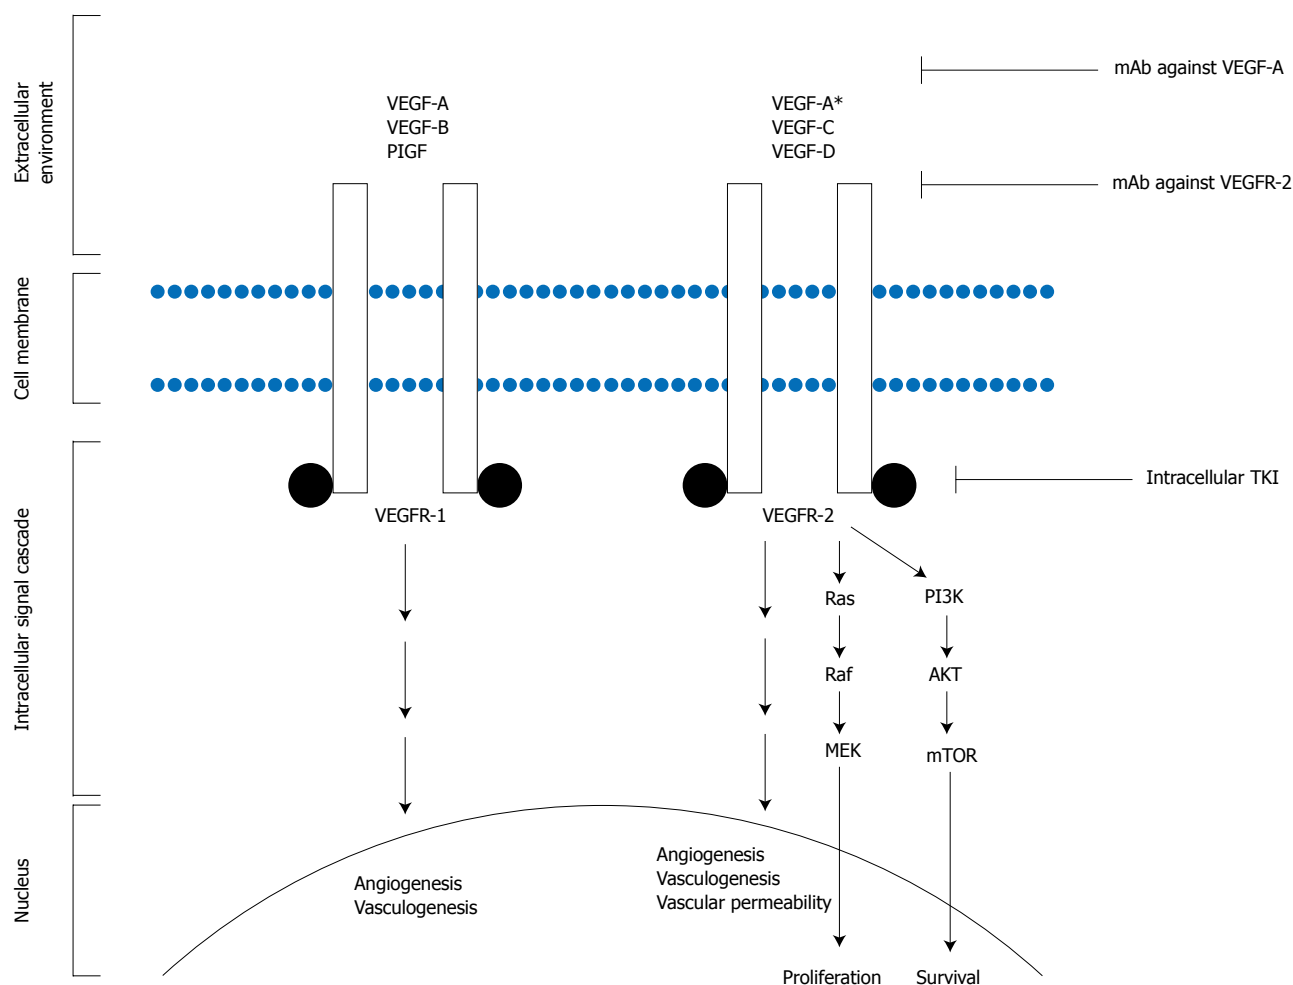 Extracellular
environment
Cell membrane
Intracellular signal cascade
Nucleus
VEGF-A
VEGF-B
PIGF
VEGF-A*
VEGF-C
VEGF-D
mAb against VEGF-A
mAb against VEGFR-2
Intracellular TKI
VEGFR-1
VEGFR-2
Ras
PI3K
Raf
AKT
MEK
mTOR
Angiogenesis
Vasculogenesis
Angiogenesis
Vasculogenesis
Vascular permeability
Proliferation
Survival